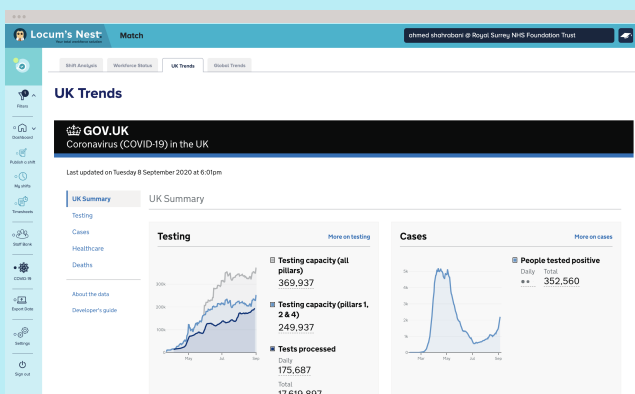 Locum's Nest
Match
ahmed shahrabani @ Royal Surrey NHS Foundation Trust
Shift Analysis
Workforce Status
UK Trends
Global Trends
UK Trends
Filters
Dashboard
Publish a shift
My shifts
Timesheets
Staff Bank
COVID-19
Export Data
Settings
Sign out
GOV.UK
Coronavirus (COVID-19) in the UK
Last updated on Tuesday 8 September 2020 at 6:01pm
UK Summary
Testing
Cases
Healthcare
Deaths
About the data
Developer's guide
UK Summary
Testing
More on testing
300k
200k
100k
0
May
Jul
Sep
Testing capacity (all
pillars)
369,937
Testing capacity (pillars 1,
2 & 4)
249,937
Tests processed
Daily
175,687
Total
17,619,897
Cases
More on cases
5k
4k
3k
2k
1k
0
Mar
May
Jul
Sep
People tested positive
Daily
Total
352,560